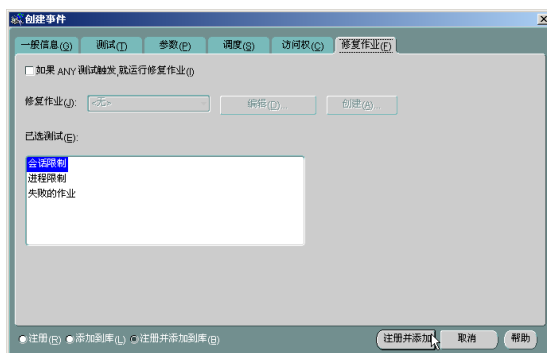 创建事件
一般信息(G) 测试(T) 参数(P) 调度(S) 访问权(C) 修复作业(F)
如果 ANY 测试触发,就运行修复作业(I)
修复作业(J): <无> 编辑(D)... 创建(A)...
已选测试(E):
会话限制
进程限制
失败的作业
注册(R) 添加到库(L) 注册并添加到库(B) 注册并添加 取消 帮助